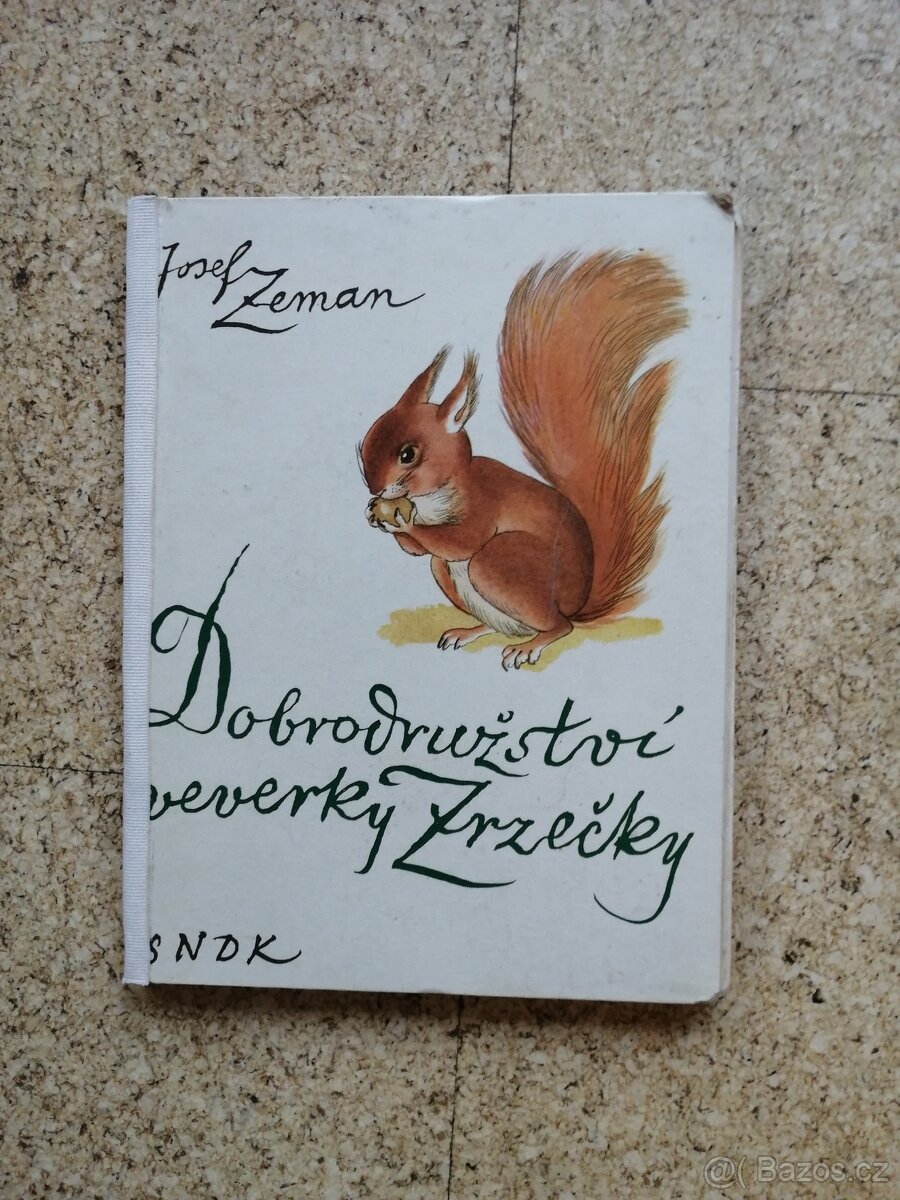 Josef
Zeman
Dobrodružství
veverky Zrzečky
SNDK
@( Bazos.cz